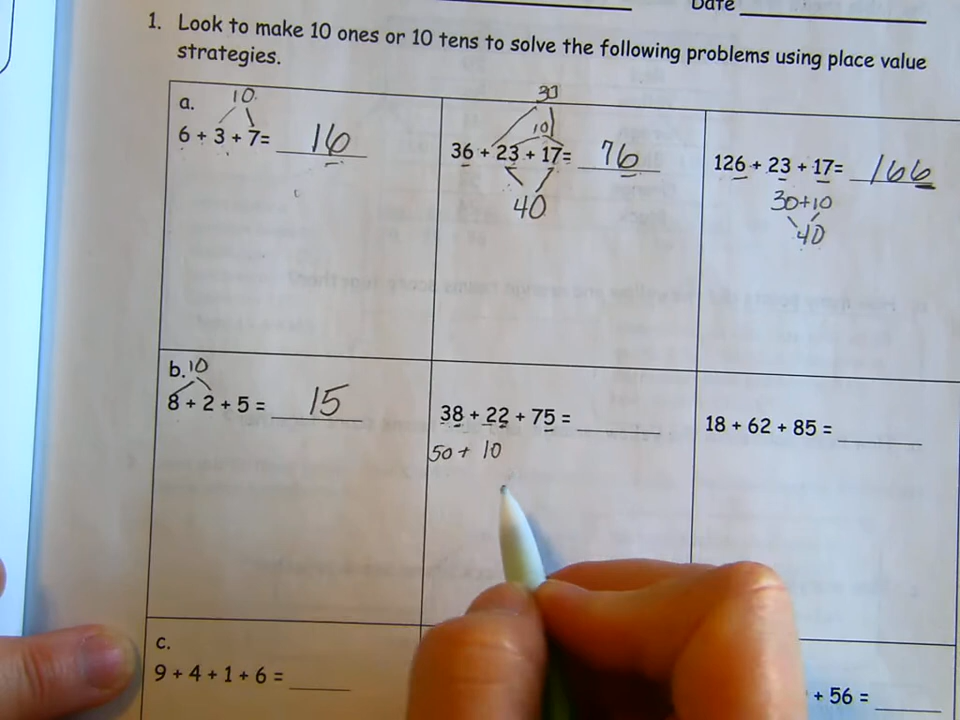 Date
1. Look to make 10 ones or 10 tens to solve the following problems using place value
strategies.
a.
10
6 + 3 + 7= 16
30
10
36 + 23 + 17= 76
40
126 + 23 + 17= 166
30+10
40
b. 10
8 + 2 + 5 = 15
38 + 22 + 75 =
50 + 10
18 + 62 + 85 =
c.
9 + 4 + 1 + 6 =
+ 56 =